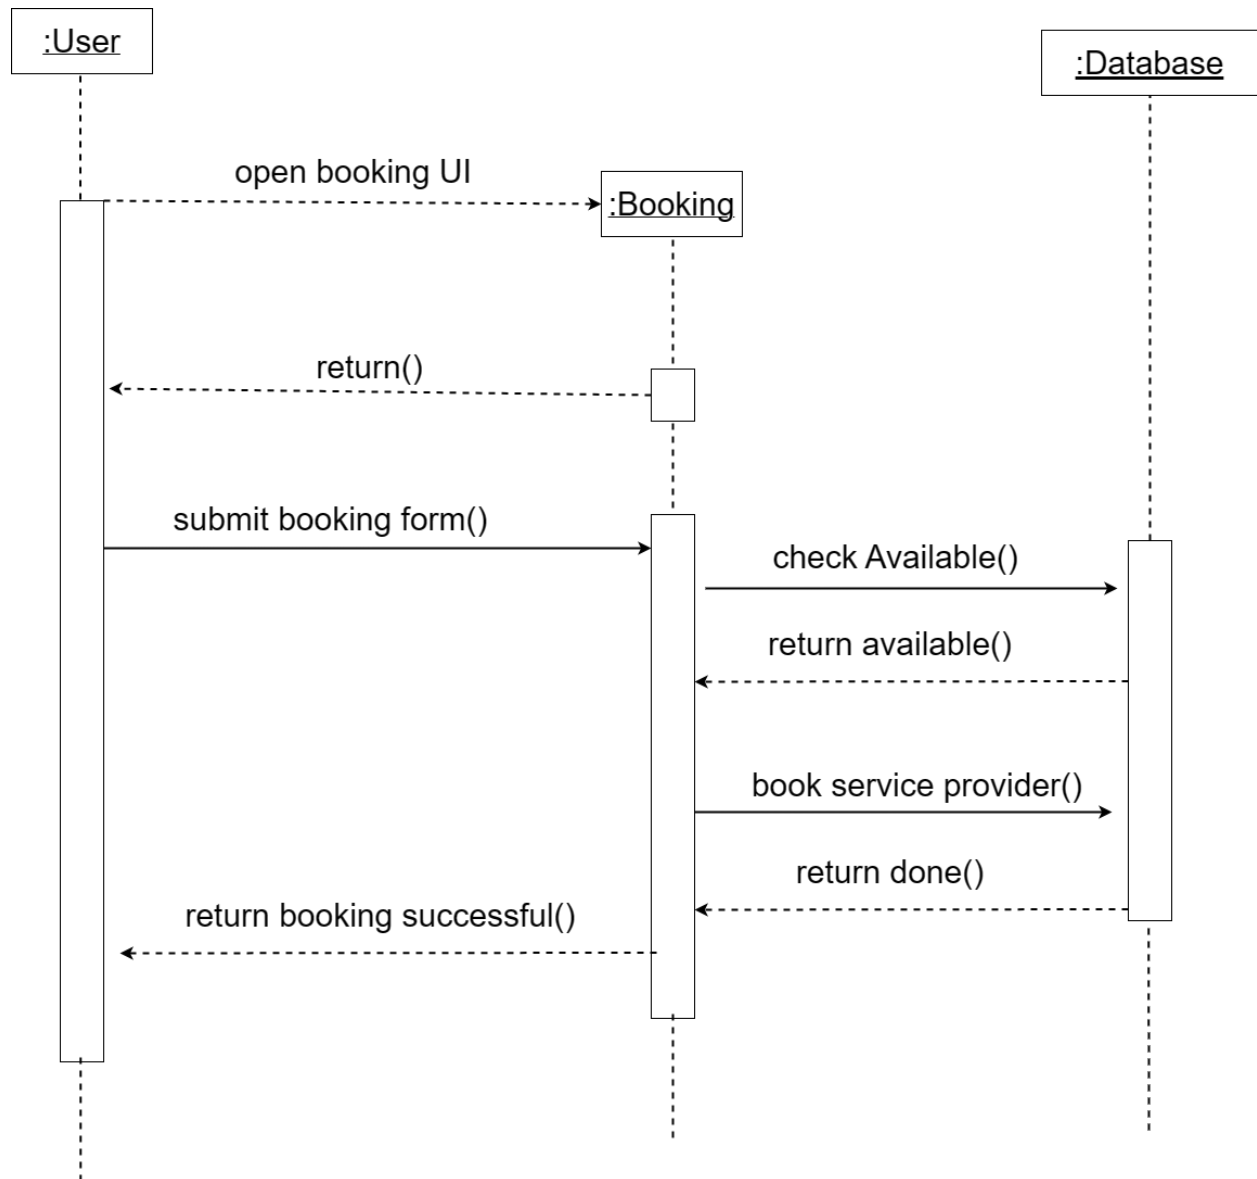 :User
:Database
open booking UI
:Booking
return()
submit booking form()
check Available()
return available()
book service provider()
return done()
return booking successful()